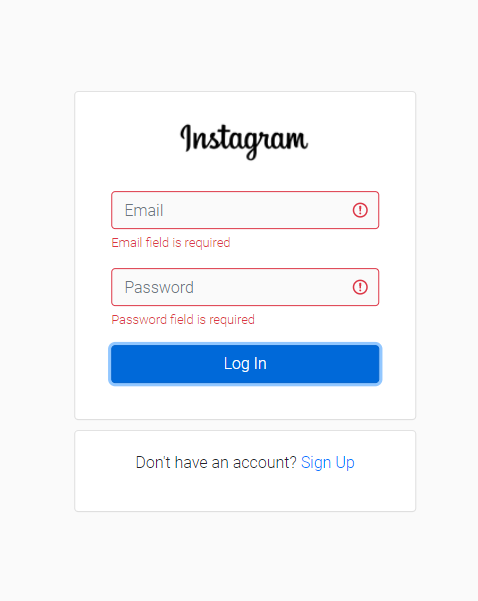 Instagram
Email
Email field is required
Password
Password field is required
Log In
Don't have an account? Sign Up